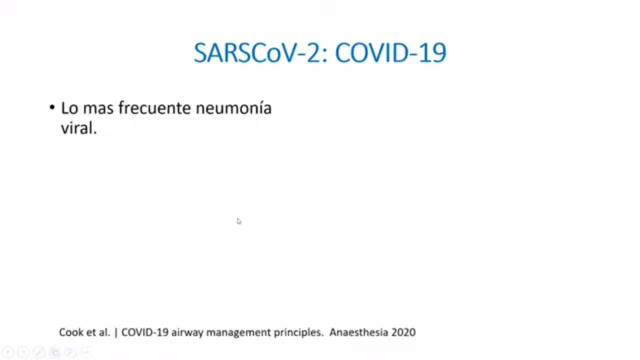 SARSCoV-2: COVID-19
• Lo mas frecuente neumonía
viral.
Cook et al. | COVID-19 airway management principles. Anaesthesia 2020